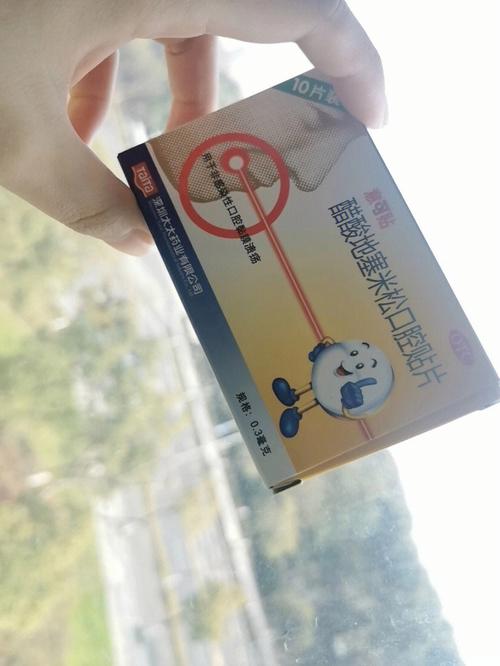 10片装
意可贴
醋酸地塞米松口腔贴片
OTC
用于非感染性口腔黏膜溃疡
Taita
深圳太太药业有限公司
规格：0.3毫克